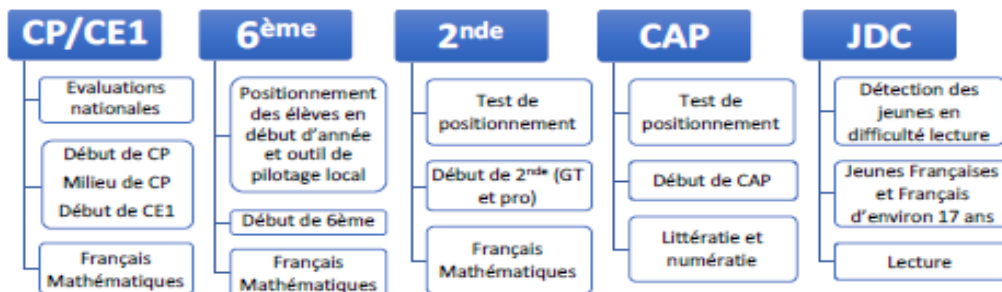 CP/CE1
Evaluations
nationales
Début de CP
Milieu de CP
Début de CE1
Français
Mathématiques
6ème
Positionnement
des élèves en
début d'année
et outil de
pilotage local
Début de 6ème
Français
Mathématiques
2nde
Test de
positionnement
Début de 2nde (GT
et pro)
Français
Mathématiques
CAP
Test de
positionnement
Début de CAP
Littératie et
numératie
JDC
Détection des
jeunes en
difficulté lecture
Jeunes Françaises
et Français
d'environ 17 ans
Lecture